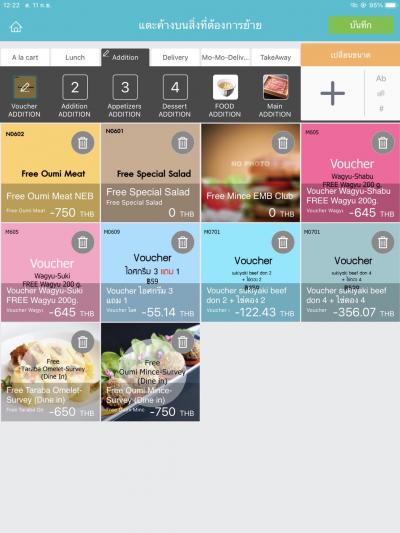 12:22 ส. 11 ก.ย.
95%
แตะค้างบนสิ่งที่ต้องการย้าย
บันทึก
A la cart
Lunch
Addition
Delivery
Mo-Mo-Deliv...
TakeAway
เปลี่ยนขนาด
Voucher
ADDITION
2
Addition
ADDITION
3
Appetizers
ADDITION
4
Dessert
ADDITION
FOOD
ADDITION
Main
ADDITION
+
Ab
#
N0602
Free Oumi Meat
Free Oumi Meat NEB
Free Oumi Meat
-750 THB
N0601
Free Special Salad
Free Special Salad
Free Special Salad
0 THB
NO PHOTO
Free Mince EMB Club
0 THB
M605
Voucher
Wagyu-Shabu
FREE Wagyu 200 g.
Voucher Wagyu-Shabu
FREE Wagyu 200g.
Voucher Wagyu
-645 THB
M605
Voucher
Wagyu-Suki
FREE Wagyu 200 g.
Voucher Wagyu-Suki
FREE Wagyu 200g.
Voucher Wagyu
-645 THB
M0609
Voucher
ไอศกรีม 3 แถม 1
฿59
Voucher ไอศกรีม 3
แถม 1
Voucher ไอศ
-55.14 THB
M0701
Voucher
sukiyaki beef don 2
+ ไข่ดอง 2
Voucher sukiyaki beef
don 2 + ไข่ดอง 2
Voucher
-122.43 THB
M0701
Voucher
sukiyaki beef don 4
+ ไข่ดอง 4
Voucher sukiyaki beef
don 4 + ไข่ดอง 4
Voucher
-356.07 THB
Free
Taraba Omelet-Survey
(Dine In)
Free Taraba Omelet-
Survey (Dine in)
Free Taraba Om
-650 THB
Free
Oumi Mince-Survey
(Dine In)
Free Oumi Mince-
Survey (Dine in)
Free Oumi Minc
-750 THB